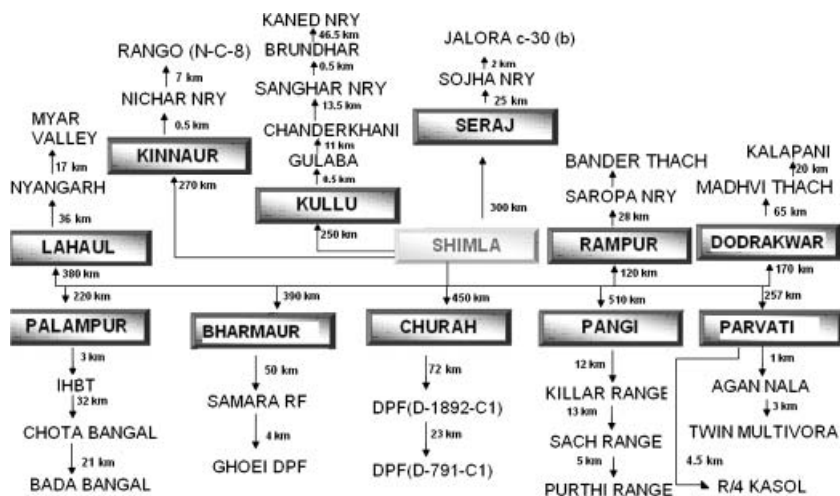 KANED NRY
46.5 km
BRUNDHAR
0.5 km
SANGHAR NRY
13.5 km
CHANDERKHANI
11 km
GULABA
0.5 km
KULLU
250 km
RANGO (N-C-8)
7 km
NICHAR NRY
0.5 km
KINNAUR
270 km
JALORA c-30 (b)
2 km
SOJHA NRY
25 km
SERAJ
300 km
MYAR
VALLEY
17 km
NYANGARH
36 km
LAHAUL
380 km
BANDER THACH
SAROPA NRY
28 km
RAMPUR
120 km
KALAPANI
20 km
MADHVI THACH
65 km
DODRAKWAR
170 km
SHIMLA
220 km
PALAMPUR
3 km
IHBT
32 km
CHOTA BANGAL
21 km
BADA BANGAL
390 km
BHARMAUR
50 km
SAMARA RF
4 km
GHOEI DPF
450 km
CHURAH
72 km
DPF(D-1892-C1)
23 km
DPF(D-791-C1)
510 km
PANGI
12 km
KILLAR RANGE
13 km
SACH RANGE
5 km
PURTHI RANGE
257 km
PARVATI
1 km
AGAN NALA
3 km
TWIN MULTIVORA
4.5 km
R/4 KASOL